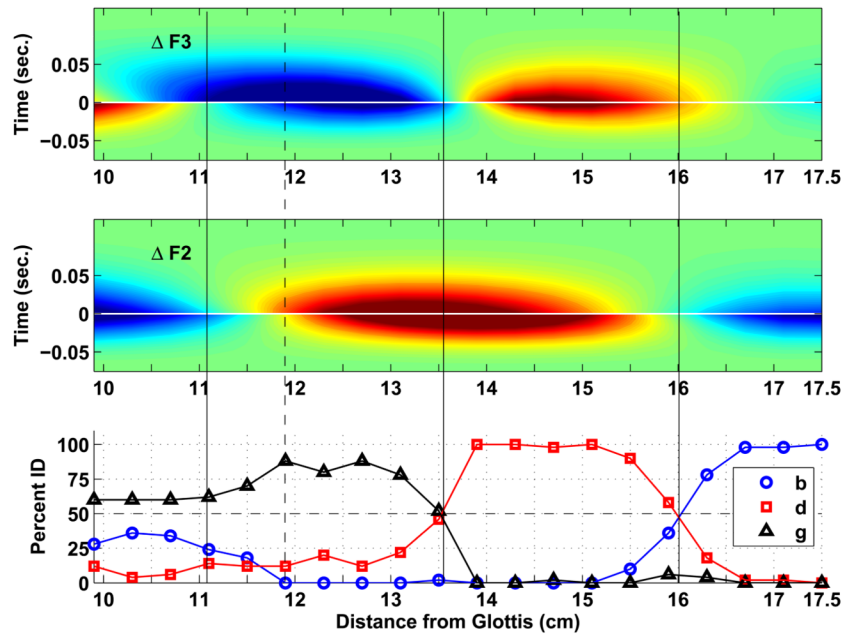 Time (sec.)
Δ F3
0.05
0
−0.05
10 11 12 13 14 15 16 17 17.5
Time (sec.)
Δ F2
0.05
0
−0.05
10 11 12 13 14 15 16 17 17.5
Percent ID
100
75
50
25
0
b
d
g
10 11 12 13 14 15 16 17 17.5
Distance from Glottis (cm)